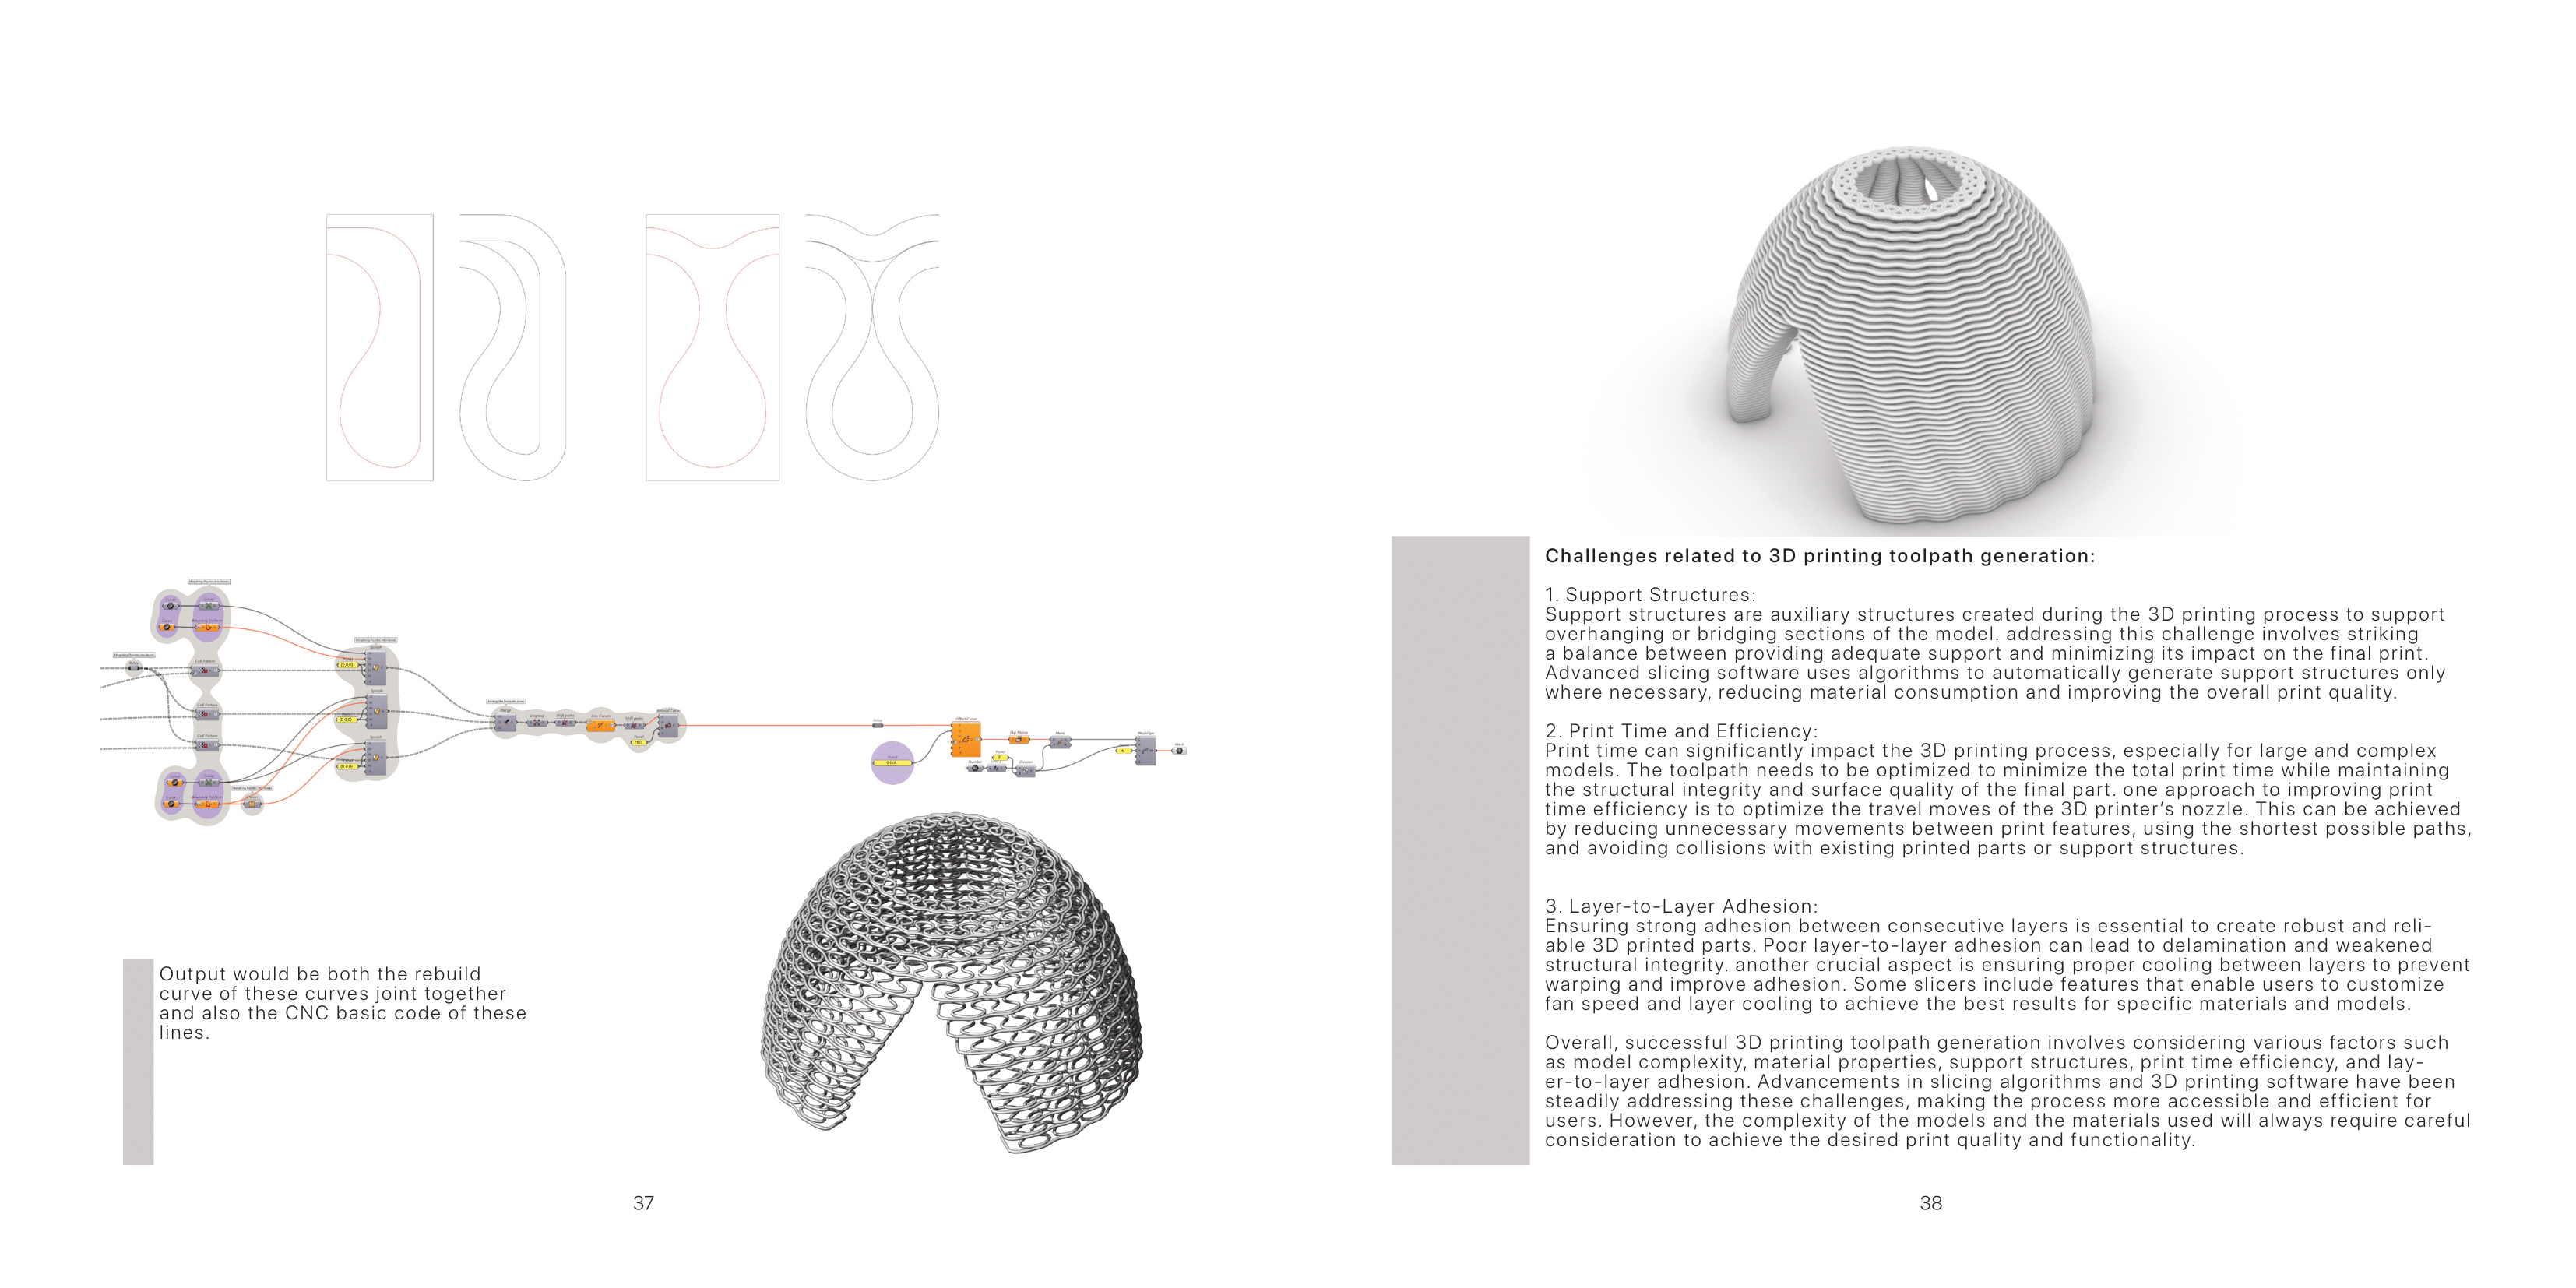 Output would be both the rebuild
curve of these curves joint together
and also the CNC basic code of these
lines.
37
Challenges related to 3D printing toolpath generation:
1. Support Structures:
Support structures are auxiliary structures created during the 3D printing process to support
overhanging or bridging sections of the model. addressing this challenge involves striking
a balance between providing adequate support and minimizing its impact on the final print.
Advanced slicing software uses algorithms to automatically generate support structures only
where necessary, reducing material consumption and improving the overall print quality.
2. Print Time and Efficiency:
Print time can significantly impact the 3D printing process, especially for large and complex
models. The toolpath needs to be optimized to minimize the total print time while maintaining
the structural integrity and surface quality of the final part. one approach to improving print
time efficiency is to optimize the travel moves of the 3D printer's nozzle. This can be achieved
by reducing unnecessary movements between print features, using the shortest possible paths,
and avoiding collisions with existing printed parts or support structures.
3. Layer-to-Layer Adhesion:
Ensuring strong adhesion between consecutive layers is essential to create robust and reli-
able 3D printed parts. Poor layer-to-layer adhesion can lead to delamination and weakened
structural integrity. another crucial aspect is ensuring proper cooling between layers to prevent
warping and improve adhesion. Some slicers include features that enable users to customize
fan speed and layer cooling to achieve the best results for specific materials and models.
Overall, successful 3D printing toolpath generation involves considering various factors such
as model complexity, material properties, support structures, print time efficiency, and lay-
er-to-layer adhesion. Advancements in slicing algorithms and 3D printing software have been
steadily addressing these challenges, making the process more accessible and efficient for
users. However, the complexity of the models and the materials used will always require careful
consideration to achieve the desired print quality and functionality.
38